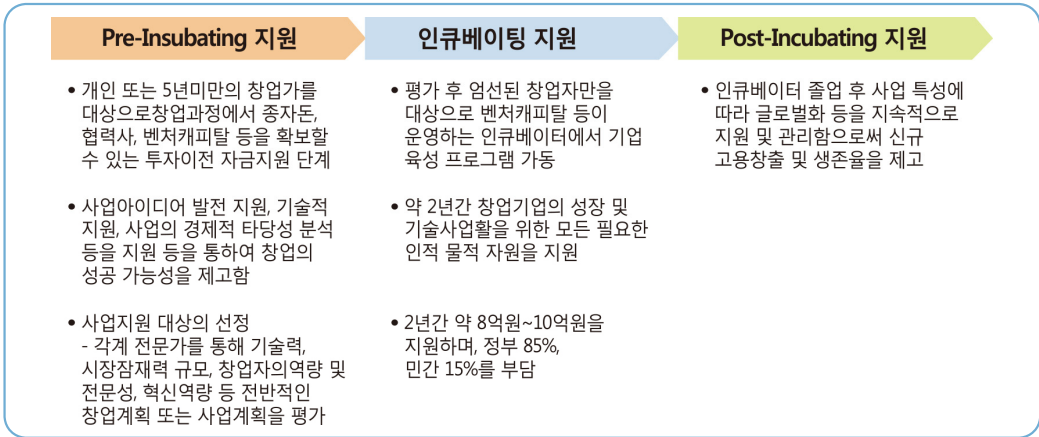 Pre-Insubating 지원
• 개인 또는 5년미만의 창업가를
대상으로창업과정에서 종자돈,
협력사, 벤처캐피탈 등을 확보할
수 있는 투자이전 자금지원 단계
• 사업아이디어 발전 지원, 기술적
지원, 사업의 경제적 타당성 분석
등을 지원 등을 통하여 창업의
성공 가능성을 제고함
• 사업지원 대상의 선정
- 각계 전문가를 통해 기술력,
시장잠재력 규모, 창업자의역량 및
전문성, 혁신역량 등 전반적인
창업계획 또는 사업계획을 평가
인큐베이팅 지원
• 평가 후 엄선된 창업자만을
대상으로 벤처캐피탈 등이
운영하는 인큐베이터에서 기업
육성 프로그램 가동
• 약 2년간 창업기업의 성장 및
기술사업활을 위한 모든 필요한
인적 물적 자원을 지원
• 2년간 약 8억원~10억원을
지원하며, 정부 85%,
민간 15%를 부담
Post-Incubating 지원
• 인큐베이터 졸업 후 사업 특성에
따라 글로벌화 등을 지속적으로
지원 및 관리함으로써 신규
고용창출 및 생존율을 제고